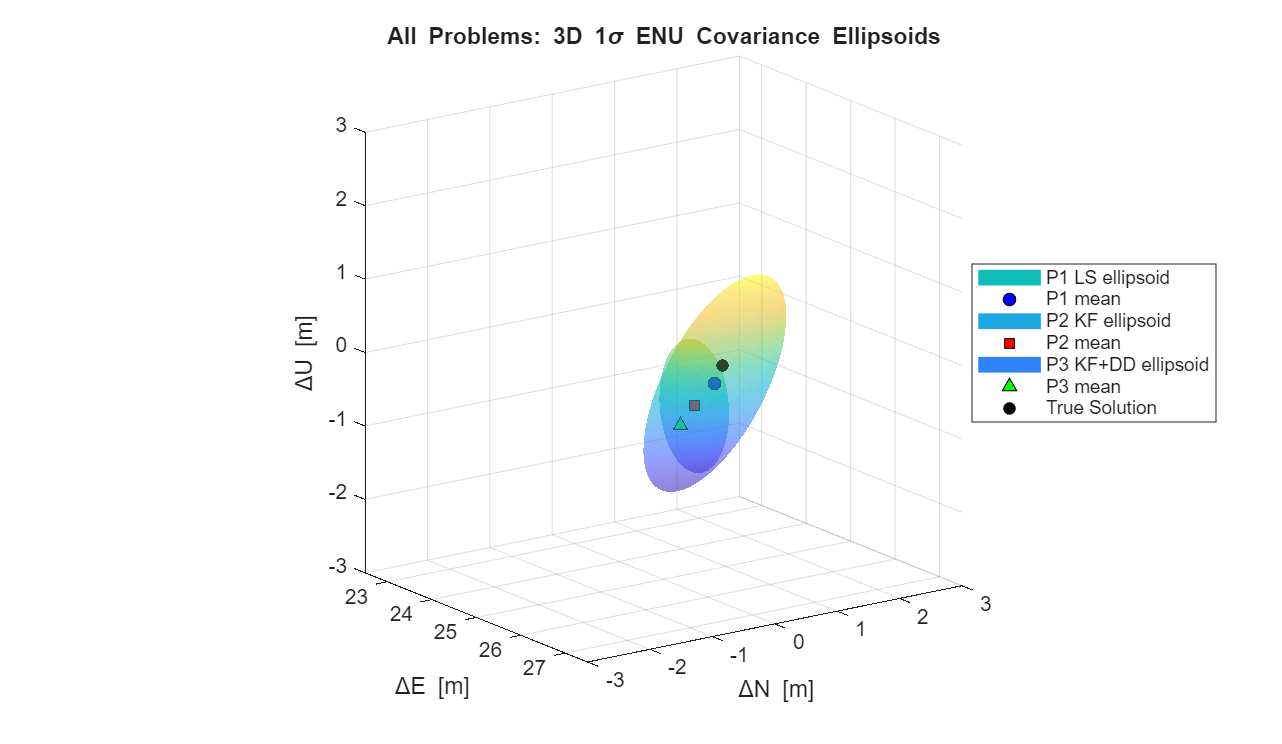 All Problems: 3D 1σ ENU Covariance Ellipsoids
3
2
1
0
-1
-2
-3
ΔU [m]
23
24
25
26
27
ΔE [m]
-3
-2
-1
0
1
2
3
ΔN [m]
P1 LS ellipsoid
P1 mean
P2 KF ellipsoid
P2 mean
P3 KF+DD ellipsoid
P3 mean
True Solution